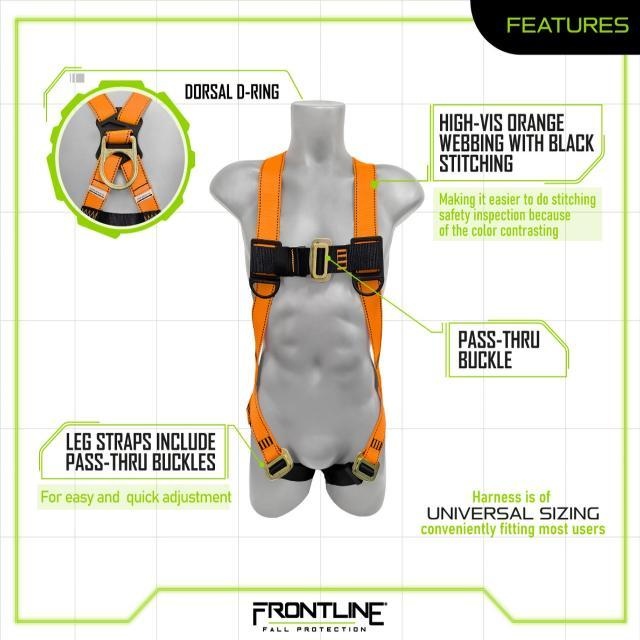 FEATURES
DORSAL D-RING
HIGH-VIS ORANGE
WEBBING WITH BLACK
STITCHING
Making it easier to do stitching
safety inspection because
of the color contrasting
PASS-THRU
BUCKLE
LEG STRAPS INCLUDE
PASS-THRU BUCKLES
For easy and quick adjustment
Harness is of
UNIVERSAL SIZING
conveniently fitting most users
FRONTLINE®
FALL PROTECTION